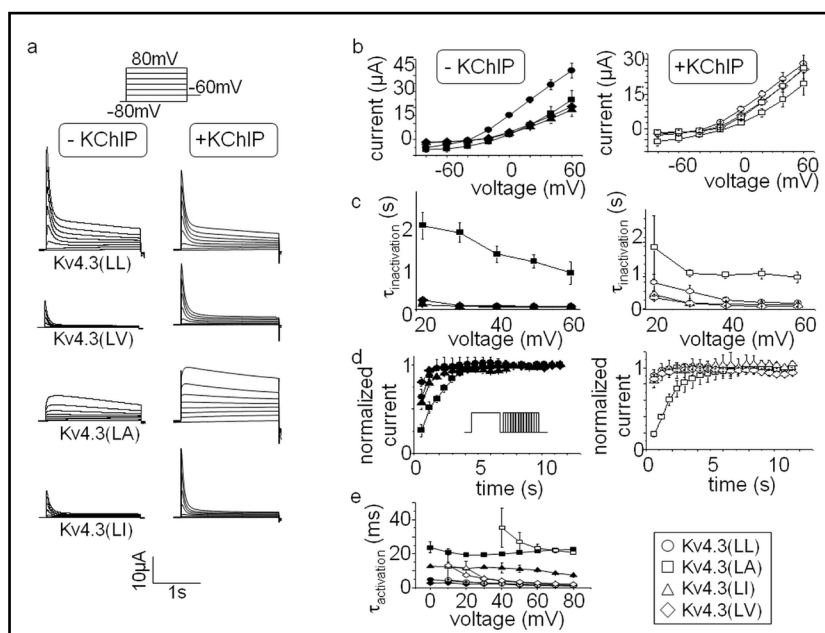 a
80mV
-60mV
-80mV
- KChIP
+KChIP
Kv4.3(LL)
Kv4.3(LV)
Kv4.3(LA)
Kv4.3(LI)
10µA
1s
b
current (µA)
45
30
15
0
- KChIP
-60
0
60
voltage (mV)
current (µA)
30
15
0
+KChIP
-60
0
60
voltage (mV)
c
τinactivation (s)
2
1
0
20
40
60
voltage (mV)
τinactivation (s)
2
1
0
20
40
60
voltage (mV)
d
normalized
current
1
0
0
5
10
time (s)
normalized
current
1
0
0
5
10
time (s)
e
τactivation (ms)
40
20
0
0
20
40
60
80
voltage (mV)
Kv4.3(LL)
Kv4.3(LA)
Kv4.3(LI)
Kv4.3(LV)